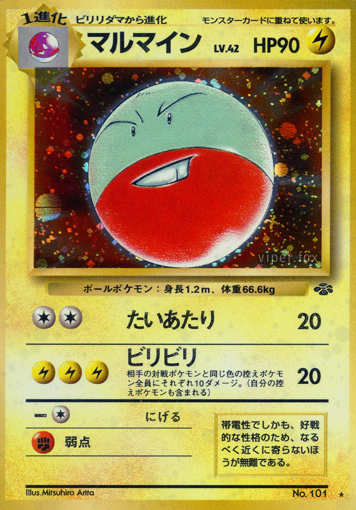 1進化
ビリリダマから進化
モンスターカードに重ねて使います。
マルマイン LV.42 HP90
viper.fox
ボールポケモン：身長1.2m、体重66.6kg
たいあたり 20
ビリビリ 20
相手の対戦ポケモンと同じ色の控えポケモ
ン全員にそれぞれ10ダメージ。（自分の控
えポケモンも含まれる）
にげる
弱点
帯電性でしかも、好戦
的な性格のため、なる
べく近くに寄らないほ
うが無難である。
Illus.Mitsuhiro Arita
No. 101 ★